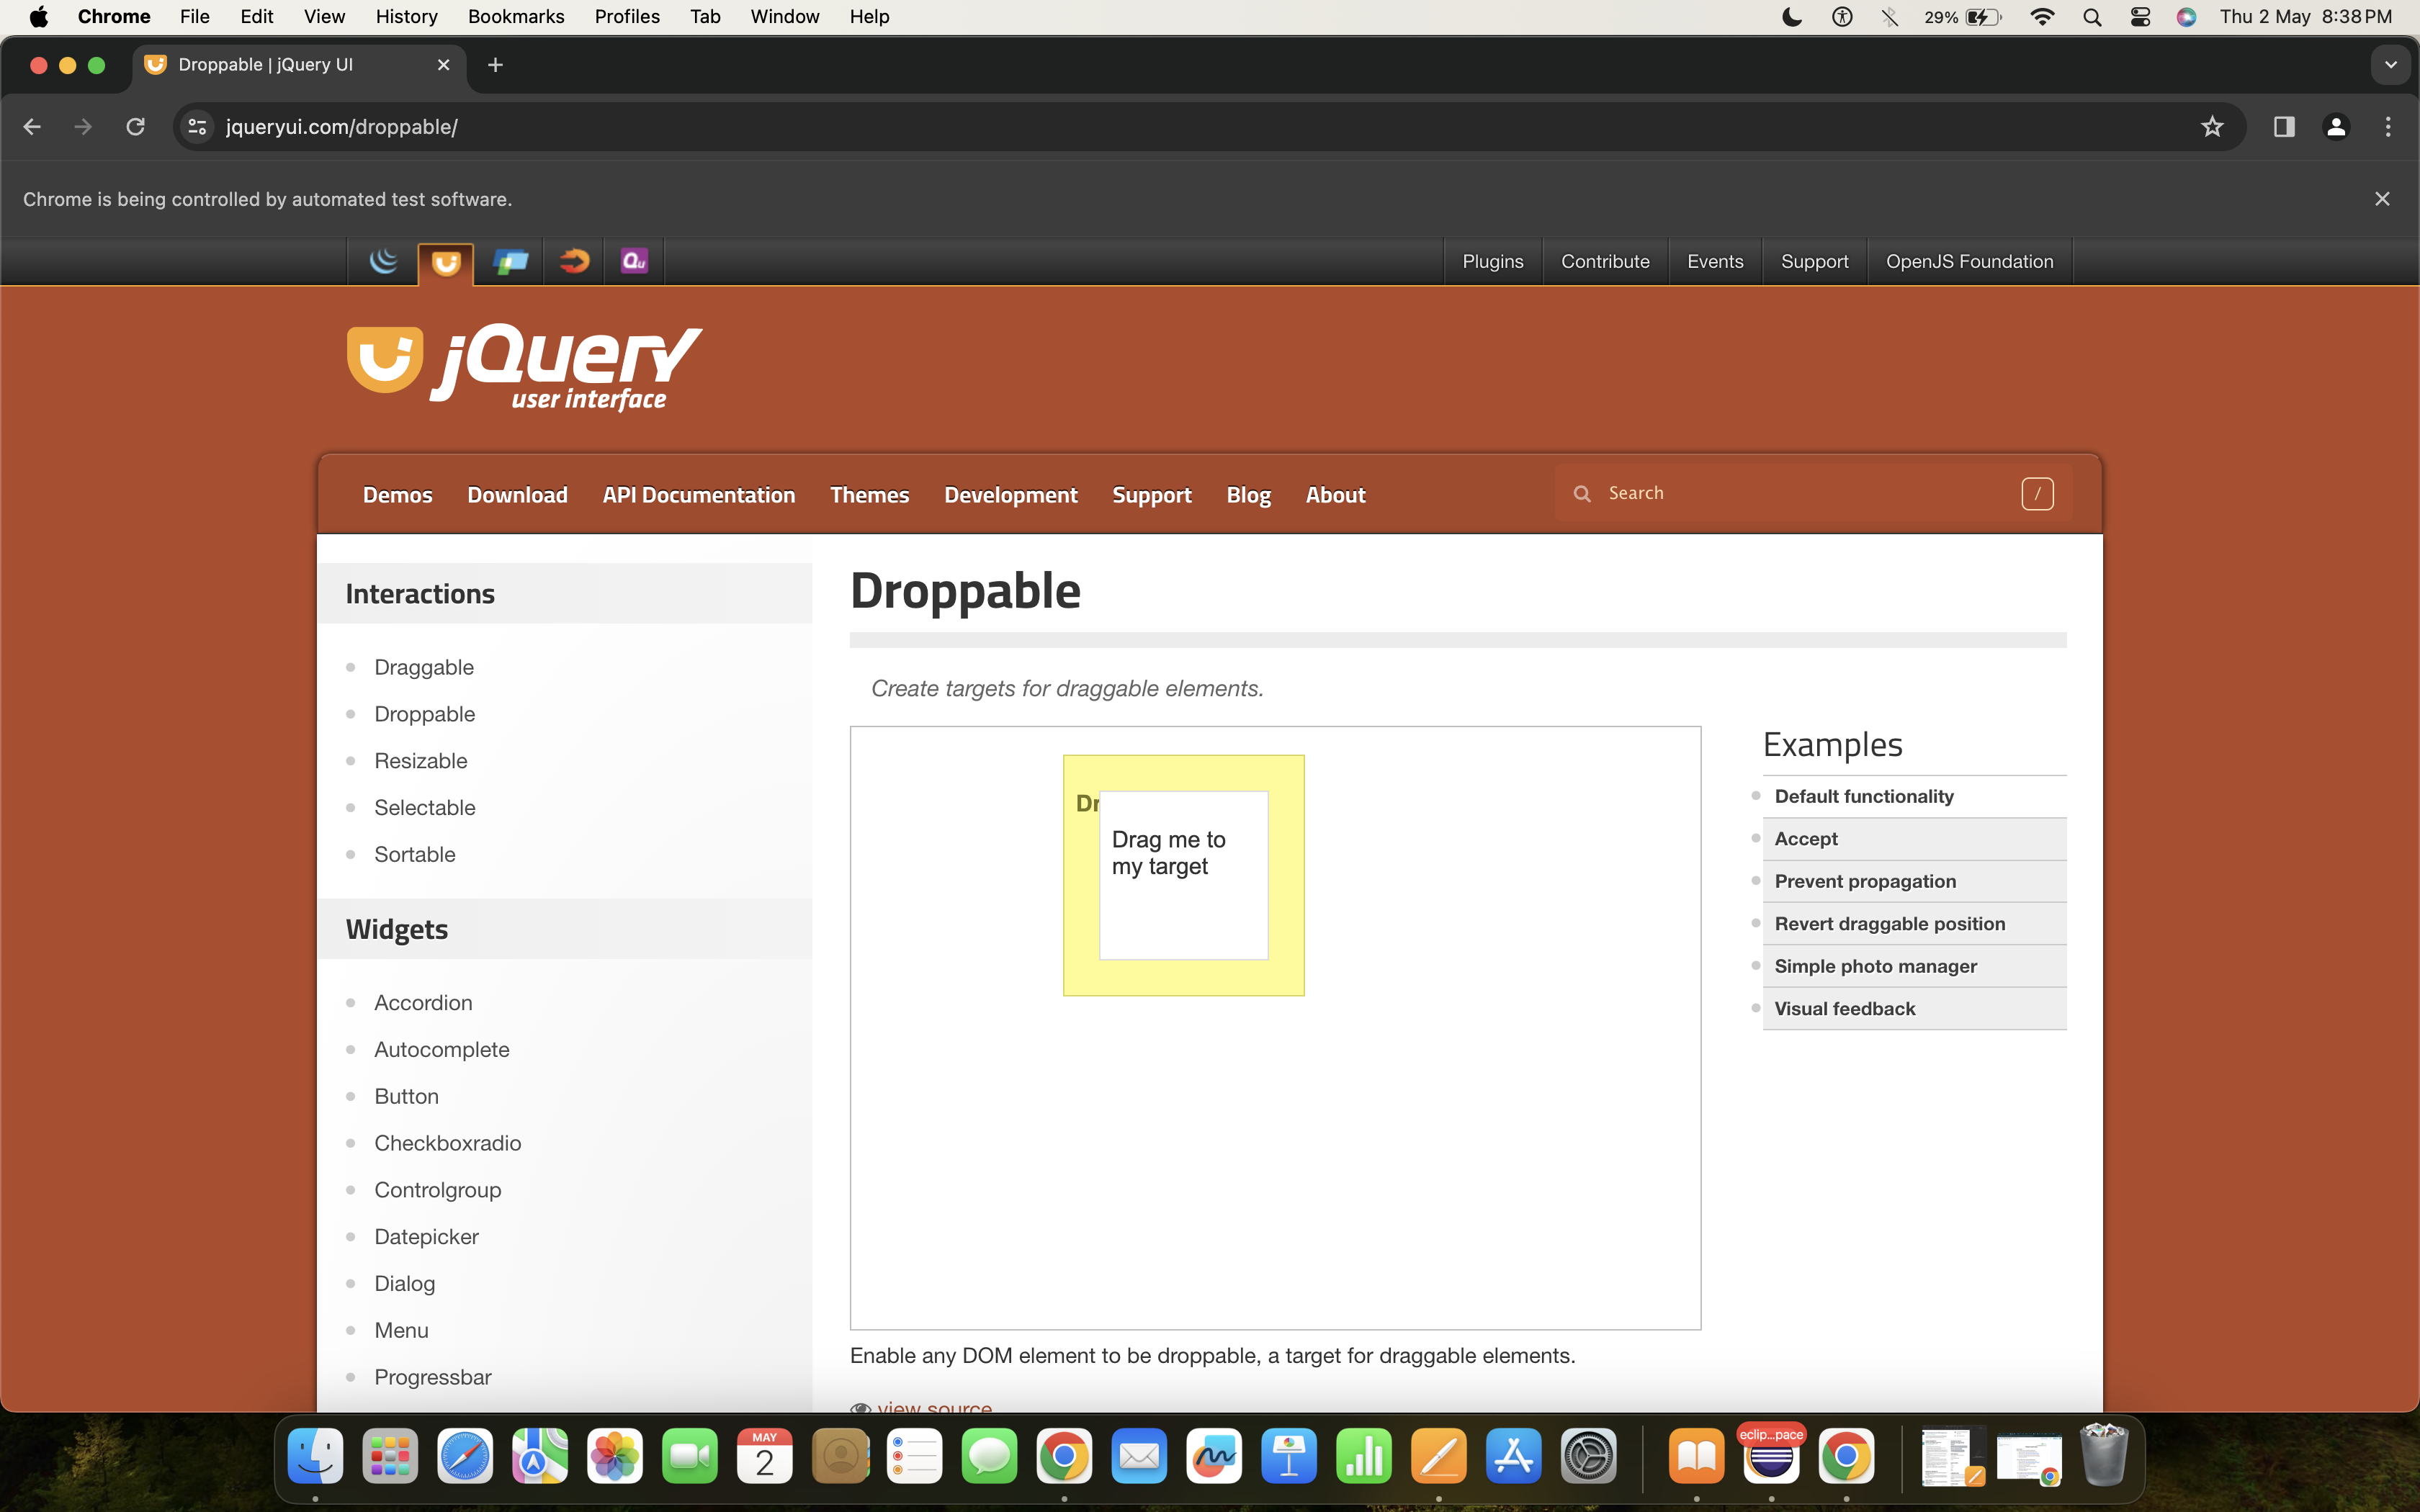 Chrome File Edit View History Bookmarks Profiles Tab Window Help 29% Thu 2 May 8:38 PM
Droppable | jQuery UI
jqueryui.com/droppable/
Chrome is being controlled by automated test software.
Qu Plugins Contribute Events Support OpenJS Foundation
jQuery
user interface
Demos Download API Documentation Themes Development Support Blog About Search /
Interactions
Draggable
Droppable
Resizable
Selectable
Sortable
Widgets
Accordion
Autocomplete
Button
Checkboxradio
Controlgroup
Datepicker
Dialog
Menu
Progressbar
Droppable
Create targets for draggable elements.
Dr
Drag me to
my target
Enable any DOM element to be droppable, a target for draggable elements.
view source
Examples
Default functionality
Accept
Prevent propagation
Revert draggable position
Simple photo manager
Visual feedback
MAY
2
eclip...pace